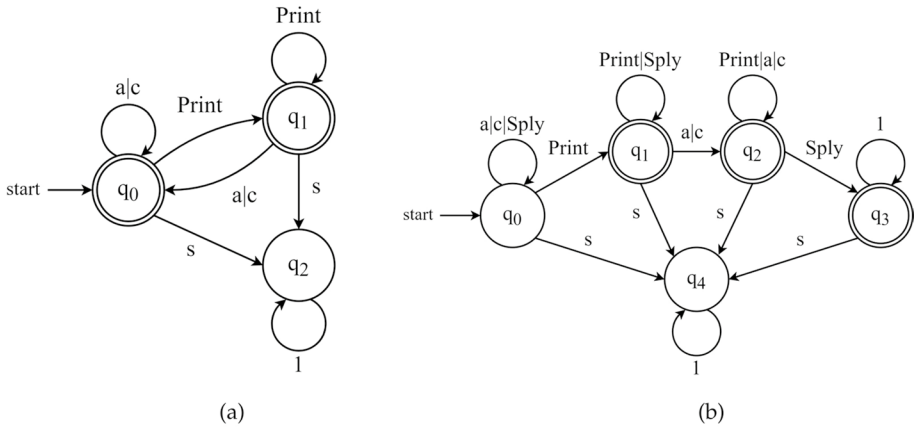 Print
a|c
Print
q1
start
q0
a|c
s
s
q2
1
(a)
Print|Sply
Print|a|c
a|c|Sply
1
Print
q1
a|c
q2
Sply
start
q0
s
s
q3
s
s
q4
1
(b)